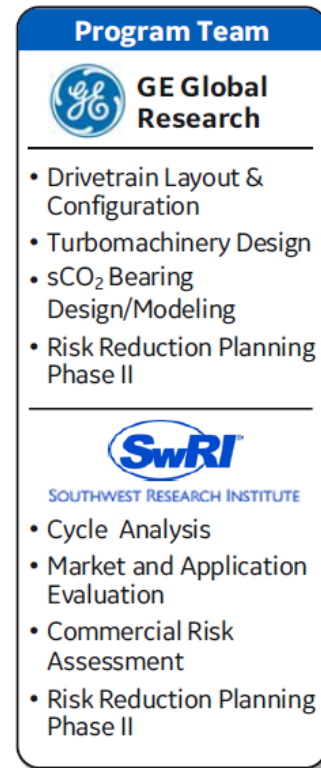 Program Team
GE
GE Global
Research
• Drivetrain Layout &
Configuration
• Turbomachinery Design
• sCO₂ Bearing
Design/Modeling
• Risk Reduction Planning
Phase II
SwRI
SOUTHWEST RESEARCH INSTITUTE
• Cycle Analysis
• Market and Application
Evaluation
• Commercial Risk
Assessment
• Risk Reduction Planning
Phase II